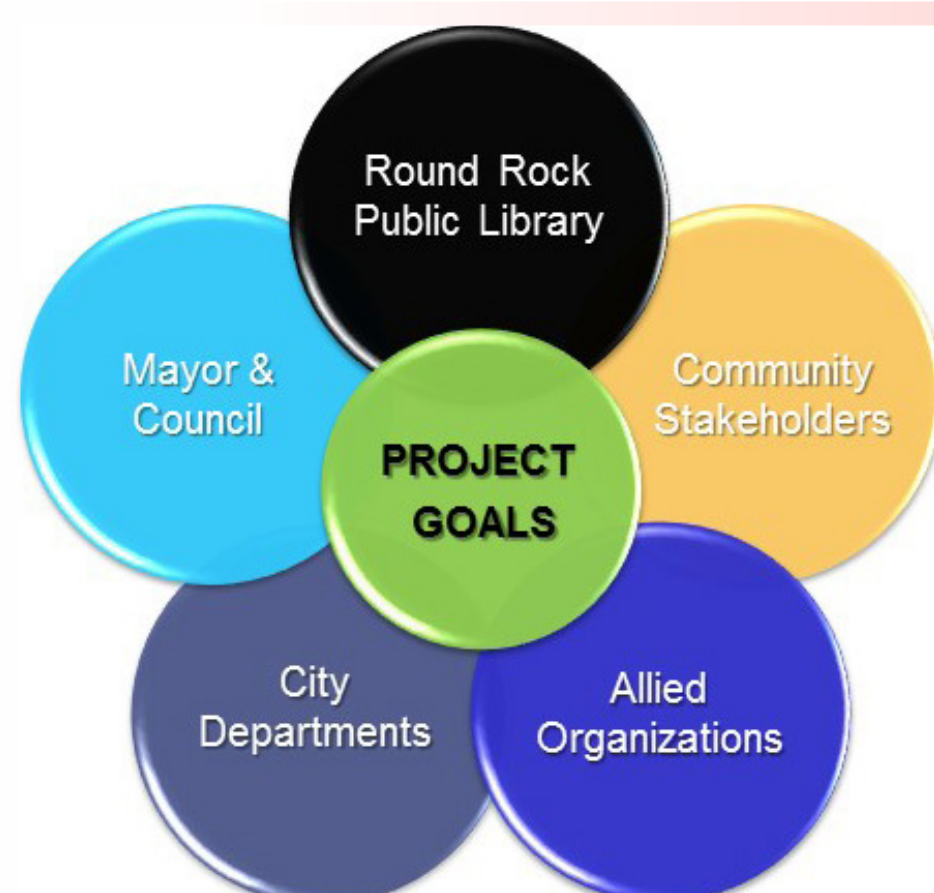 Round Rock
Public Library
Mayor &
Council
Community
Stakeholders
PROJECT
GOALS
City
Departments
Allied
Organizations